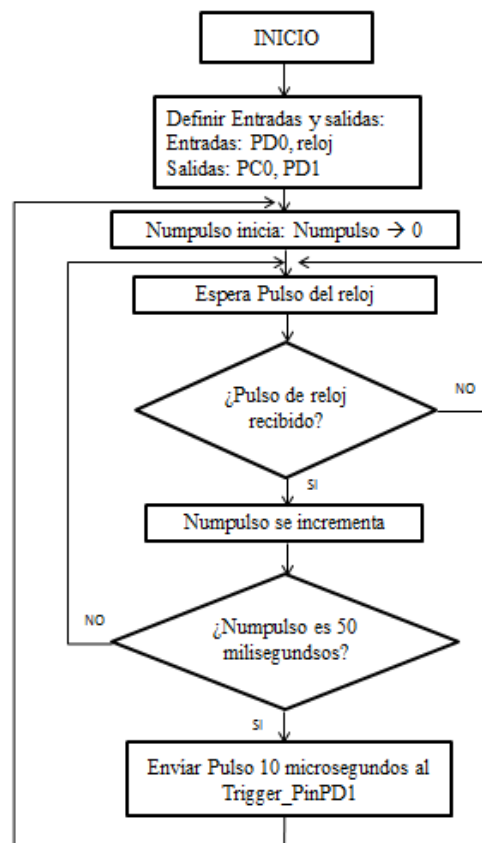 INICIO
Definir Entradas y salidas:
Entradas: PD0, reloj
Salidas: PC0, PD1
Numpulso inicia: Numpulso → 0
Espera Pulso del reloj
¿Pulso de reloj
recibido?
NO
SI
Numpulso se incrementa
¿Numpulso es 50
milisegundsos?
NO
SI
Enviar Pulso 10 microsegundos al
Trigger_PinPD1